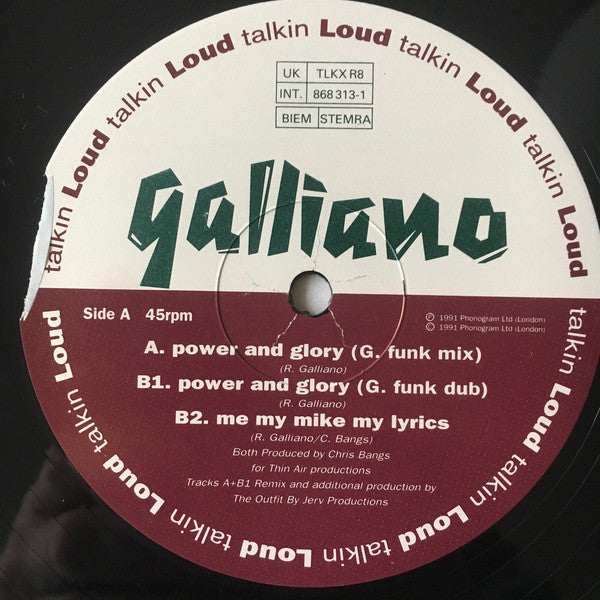 talkin Loud talkin Loud talkin Loud talkin Loud talkin Loud talkin Loud talkin Loud talkin Loud talkin Loud talkin Loud
UK TLKX R8
INT. 868 313-1
BIEM STEMRA
galliano
Side A 45rpm
℗ 1991 Phonogram Ltd (London)
© 1991 Phonogram Ltd (London)
A. power and glory (G. funk mix)
(R. Galliano)
B1. power and glory (G. funk dub)
(R. Galliano)
B2. me my mike my lyrics
(R. Galliano/C. Bangs)
Both Produced by Chris Bangs
for Thin Air productions
Tracks A+B1 Remix and additional production by
The Outfit By Jerv Productions